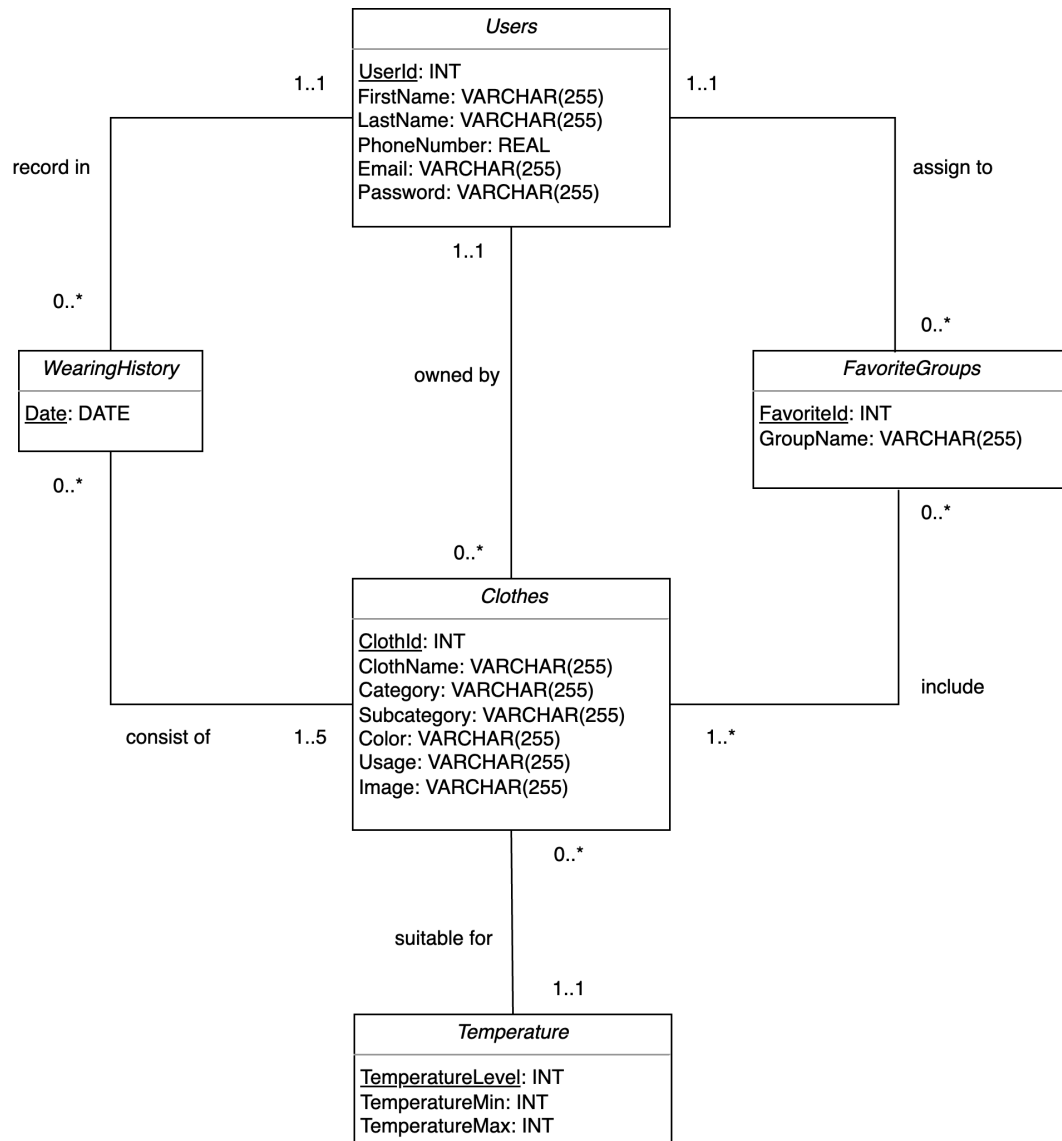 Users
UserId: INT
FirstName: VARCHAR(255)
LastName: VARCHAR(255)
PhoneNumber: REAL
Email: VARCHAR(255)
Password: VARCHAR(255)
1..1
1..1
record in
assign to
1..1
0..*
0..*
WearingHistory
Date: DATE
owned by
FavoriteGroups
FavoriteId: INT
GroupName: VARCHAR(255)
0..*
0..*
0..*
Clothes
ClothId: INT
ClothName: VARCHAR(255)
Category: VARCHAR(255)
Subcategory: VARCHAR(255)
Color: VARCHAR(255)
Usage: VARCHAR(255)
Image: VARCHAR(255)
include
consist of
1..5
1..*
0..*
suitable for
1..1
Temperature
TemperatureLevel: INT
TemperatureMin: INT
TemperatureMax: INT